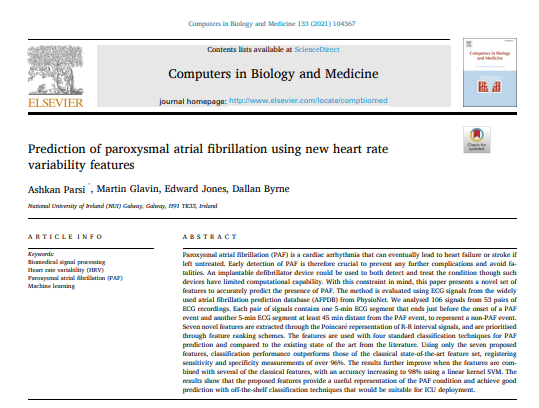 Computers in Biology and Medicine 133 (2021) 104367
Contents lists available at ScienceDirect
Computers in Biology and Medicine
journal homepage: http://www.elsevier.com/locate/compbiomed
ELSEVIER
Computers in Biology and Medicine
Check for
updates
Prediction of paroxysmal atrial fibrillation using new heart rate
variability features
Ashkan Parsi *, Martin Glavin, Edward Jones, Dallan Byrne
National University of Ireland (NUI) Galway, Galway, H91 TK33, Ireland
ARTICLE INFO
Keywords:
Biomedical signal processing
Heart rate variability (HRV)
Paroxysmal atrial fibrillation (PAF)
Machine learning
ABSTRACT
Paroxysmal atrial fibrillation (PAF) is a cardiac arrhythmia that can eventually lead to heart failure or stroke if
left untreated. Early detection of PAF is therefore crucial to prevent any further complications and avoid fa-
talities. An implantable defibrillator device could be used to both detect and treat the condition though such
devices have limited computational capability. With this constraint in mind, this paper presents a novel set of
features to accurately predict the presence of PAF. The method is evaluated using ECG signals from the widely
used atrial fibrillation prediction database (AFPDB) from PhysioNet. We analysed 106 signals from 53 pairs of
ECG recordings. Each pair of signals contains one 5-min ECG segment that ends just before the onset of a PAF
event and another 5-min ECG segment at least 45 min distant from the PAF event, to represent a non-PAF event.
Seven novel features are extracted through the Poincaré representation of R-R interval signals, and are prioritised
through feature ranking schemes. The features are used with four standard classification techniques for PAF
prediction and compared to the existing state of the art from the literature. Using only the seven proposed
features, classification performance outperforms those of the classical state-of-the-art feature set, registering
sensitivity and specificity measurements of over 96%. The results further improve when the features are com-
bined with several of the classical features, with an accuracy increasing to 98% using a linear kernel SVM. The
results show that the proposed features provide a useful representation of the PAF condition and achieve good
prediction with off-the-shelf classification techniques that would be suitable for ICU deployment.